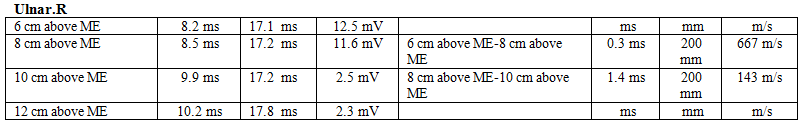 Ulnar.R
6 cm above ME 8.2 ms 17.1 ms 12.5 mV ms mm m/s
8 cm above ME 8.5 ms 17.2 ms 11.6 mV 6 cm above ME-8 cm above ME 0.3 ms 200 mm 667 m/s
10 cm above ME 9.9 ms 17.2 ms 2.5 mV 8 cm above ME-10 cm above ME 1.4 ms 200 mm 143 m/s
12 cm above ME 10.2 ms 17.8 ms 2.3 mV ms mm m/s